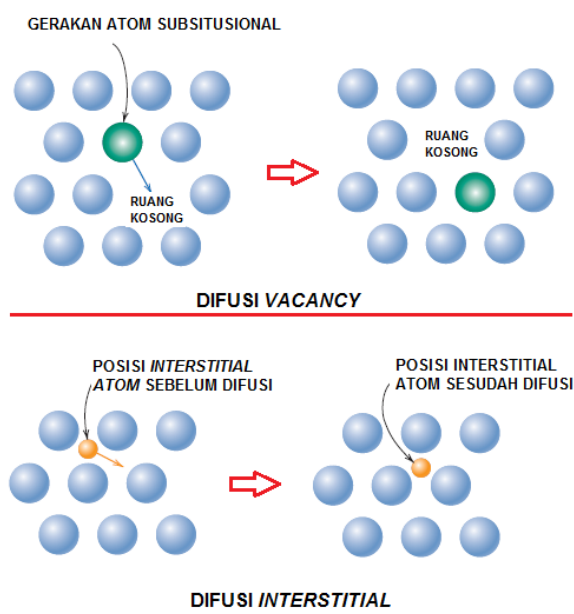 GERAKAN ATOM SUBSITUSIONAL
RUANG
KOSONG
RUANG
KOSONG
DIFUSI VACANCY
POSISI INTERSTITIAL
ATOM SEBELUM DIFUSI
POSISI INTERSTITIAL
ATOM SESUDAH DIFUSI
DIFUSI INTERSTITIAL